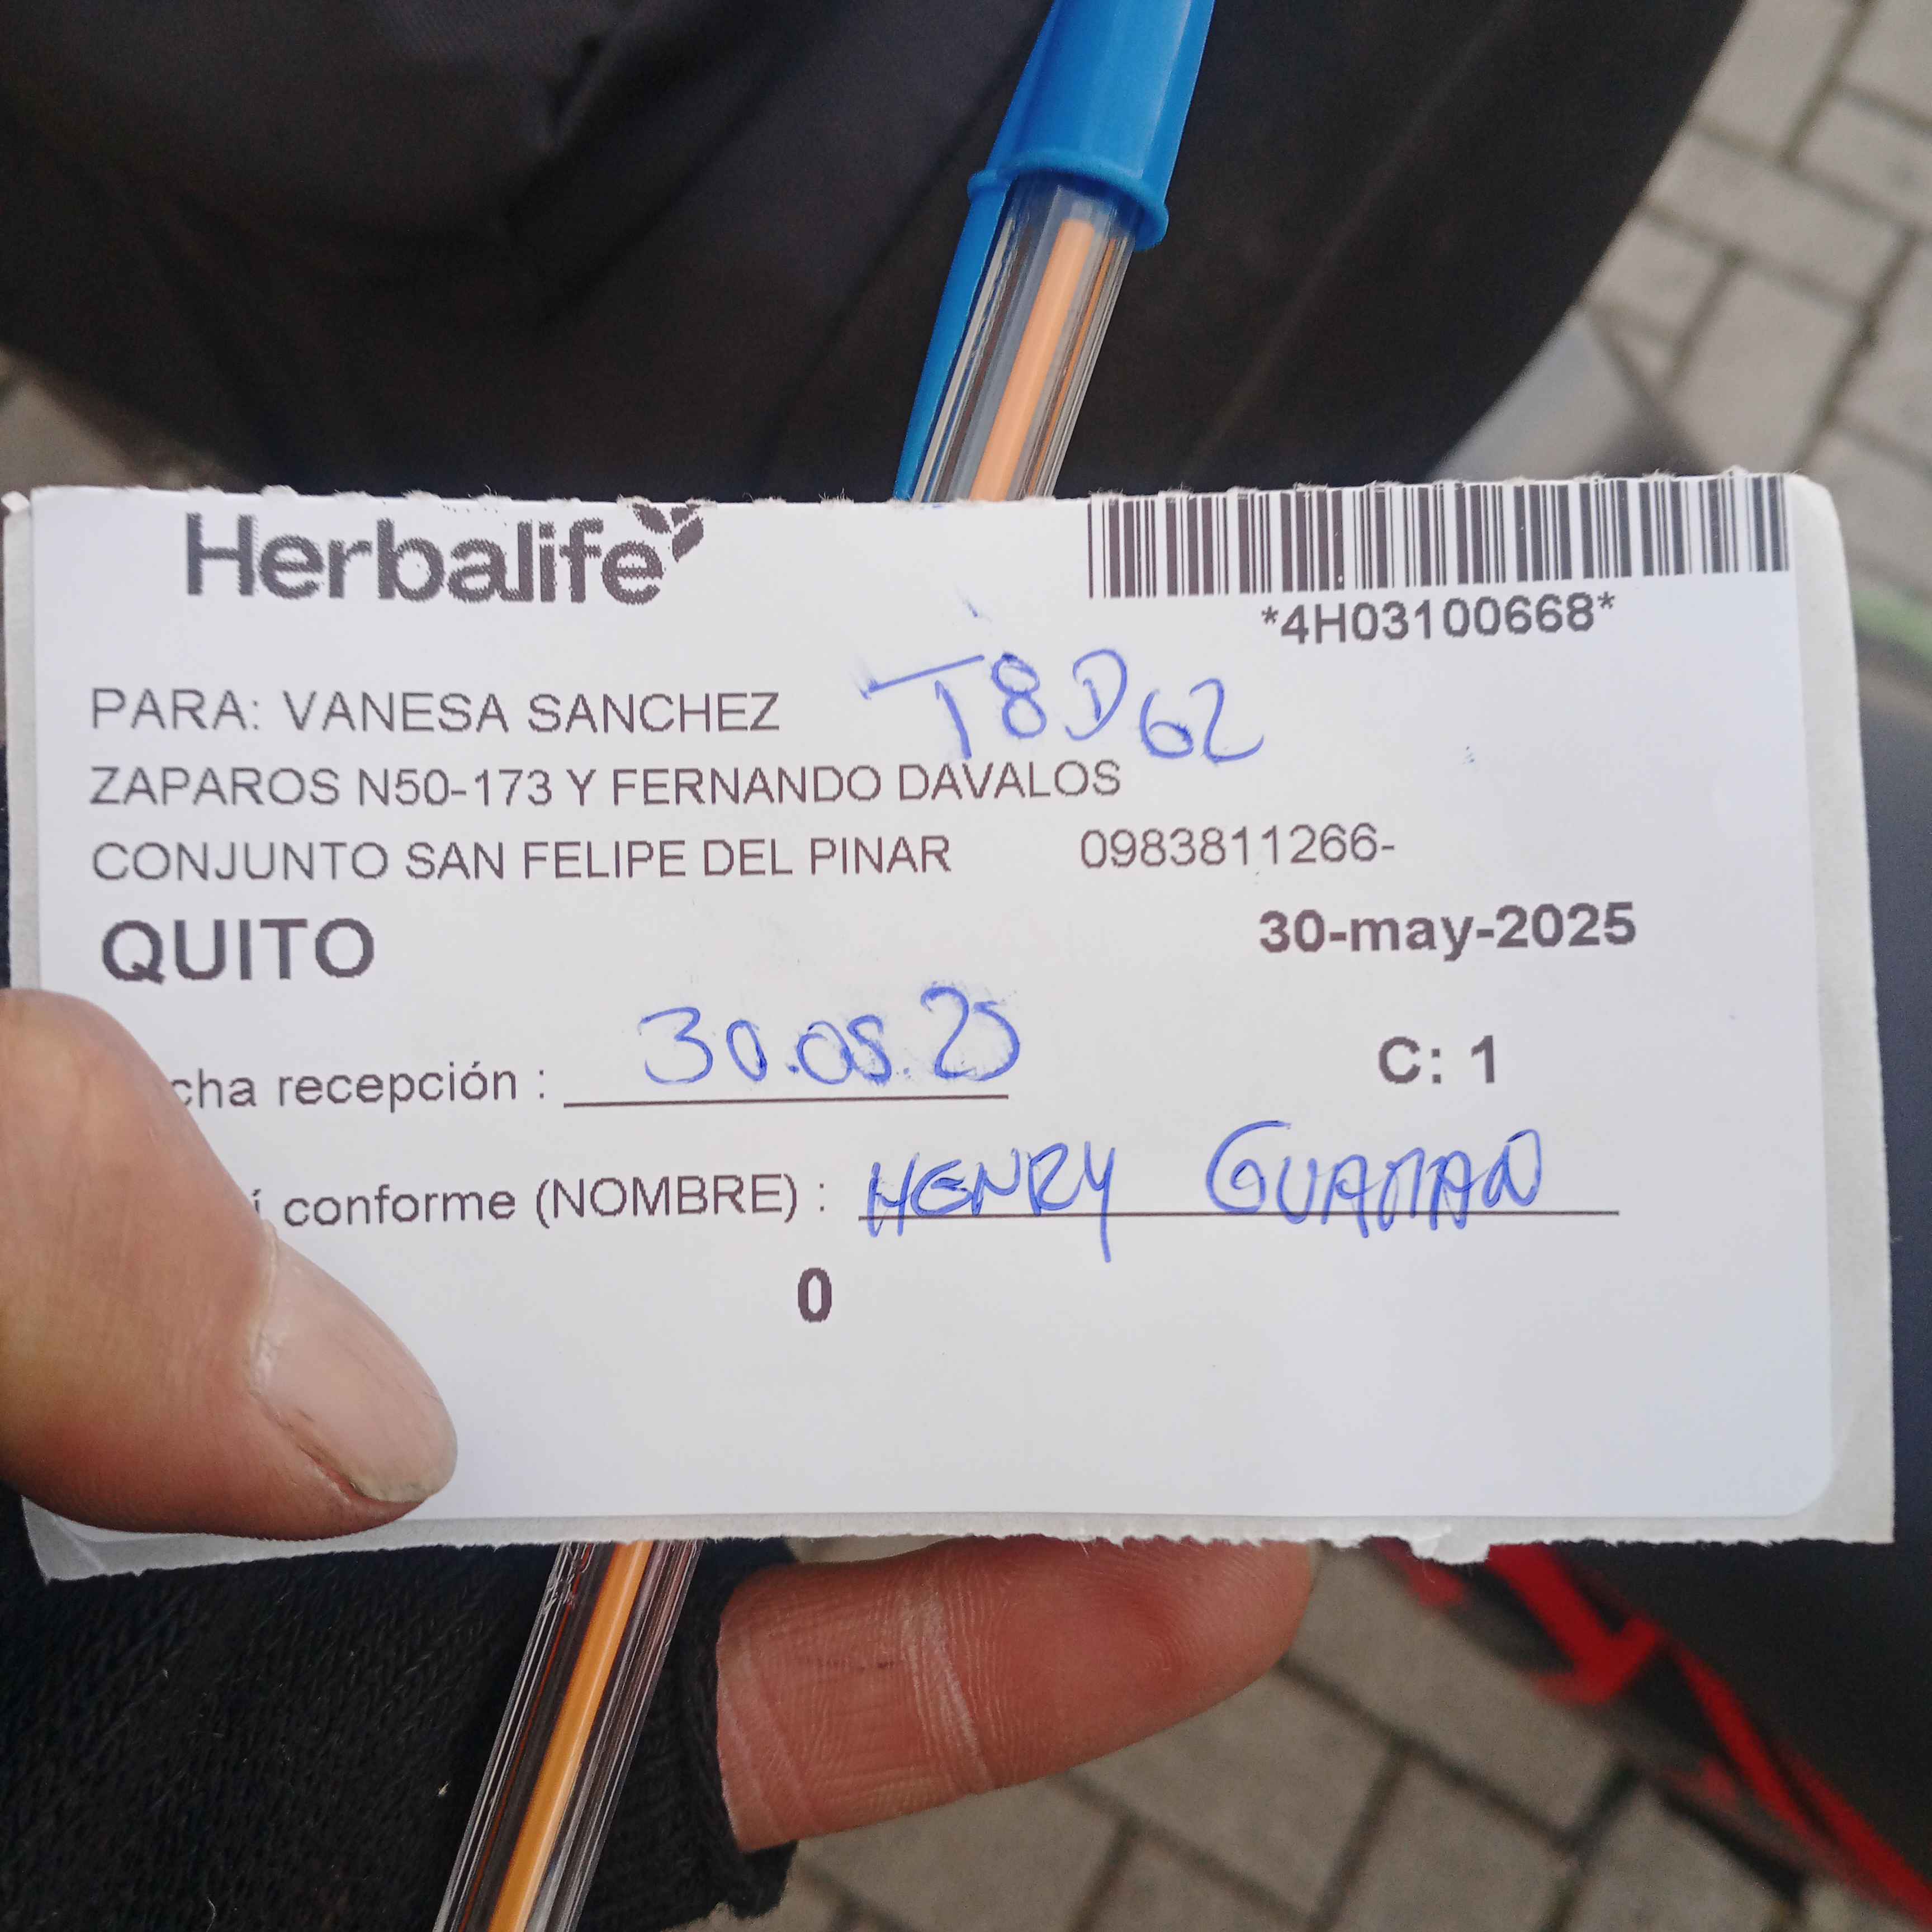 Herbalife
*4H03100668*
T8D62
PARA: VANESA SANCHEZ
ZAPAROS N50-173 Y FERNANDO DAVALOS
CONJUNTO SAN FELIPE DEL PINAR 0983811266-
QUITO 30-may-2025
cha recepción : 30.05.25 C: 1
í conforme (NOMBRE) : HENRY GUAMAN
0